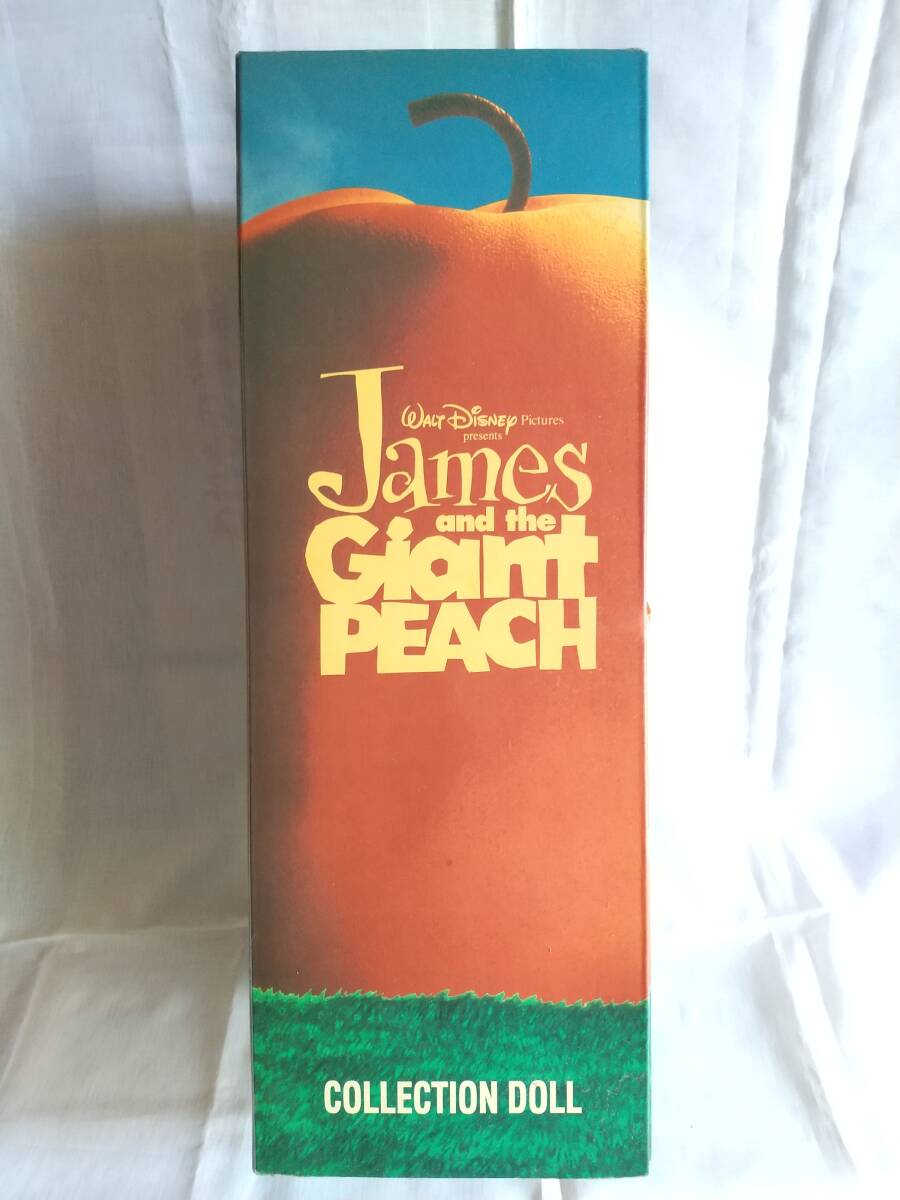 WALT DISNEY Pictures
presents
James
and the
Giant
PEACH
COLLECTION DOLL